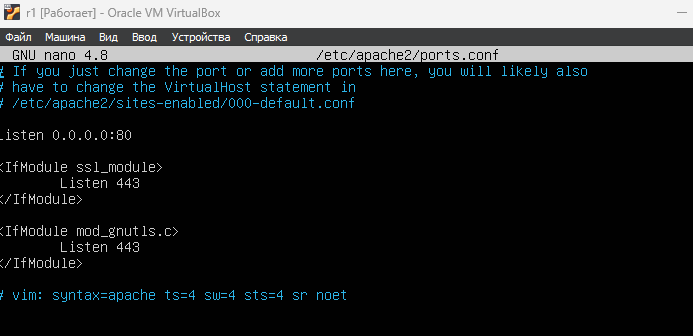 r1 [Работает] - Oracle VM VirtualBox
Файл Машина Вид Ввод Устройства Справка
GNU nano 4.8 /etc/apache2/ports.conf
# If you just change the port or add more ports here, you will likely also
# have to change the VirtualHost statement in
# /etc/apache2/sites-enabled/000-default.conf
Listen 0.0.0.0:80
<IfModule ssl_module>
Listen 443
</IfModule>
<IfModule mod_gnutls.c>
Listen 443
</IfModule>
# vim: syntax=apache ts=4 sw=4 sts=4 sr noet